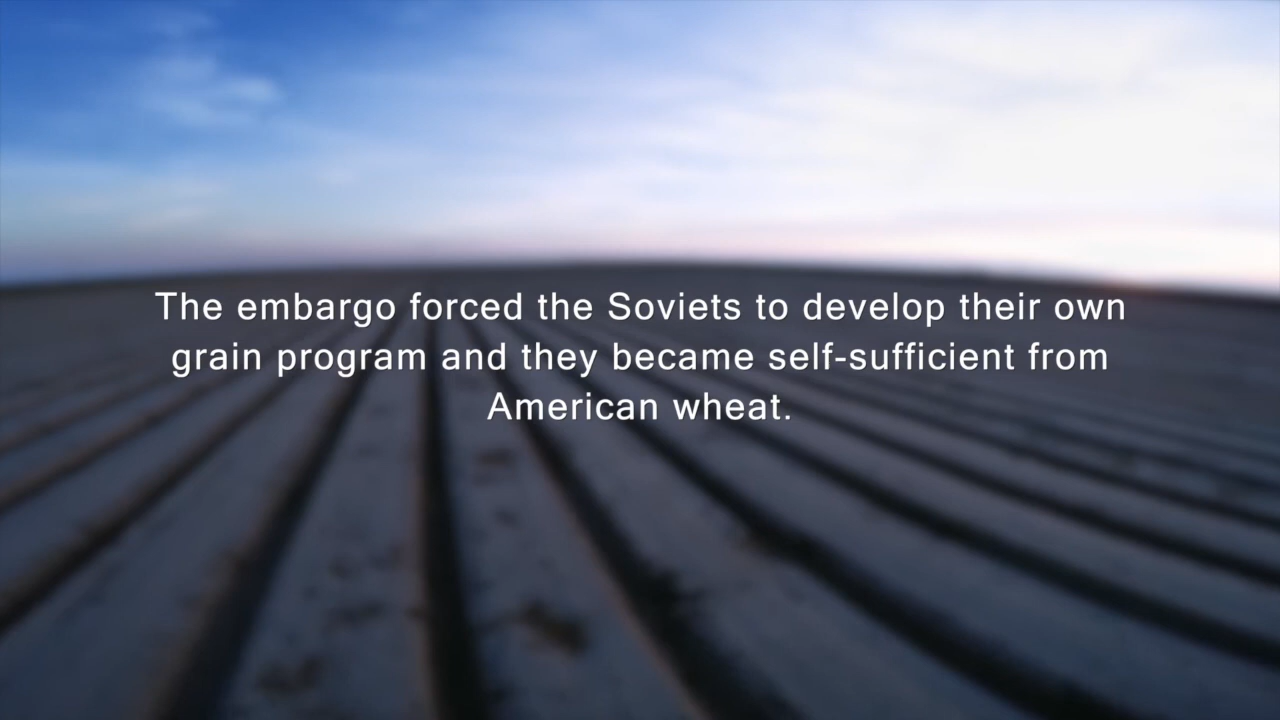 The embargo forced the Soviets to develop their own
grain program and they became self-sufficient from
American wheat.